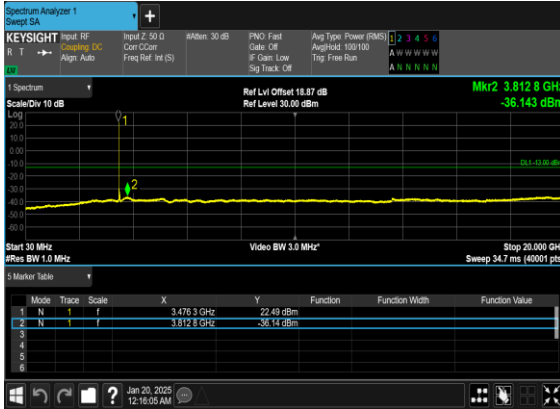 Spectrum Analyzer 1
Swept SA
+
KEYSIGHT Input: RF Input Z: 50 Ω #Atten: 30 dB PNO: Fast Avg Type: Power (RMS) 1 2 3 4 5 6
R T Coupling: DC Corr CCorr Gate: Off Avg|Hold: 100/100 A W W W W W
Align: Auto Freq Ref: Int (S) IF Gain: Low Trig: Free Run
Sig Track: Off A N N N N N
1 Spectrum Ref Lvl Offset 18.87 dB Mkr2 3.812 8 GHz
Scale/Div 10 dB Ref Level 30.00 dBm -36.143 dBm
Log
20.0
10.0
0.00
-10.0
-20.0
-30.0
-40.0
-50.0
-60.0
1
DL1 -13.00 dBm
2
Start 30 MHz Video BW 3.0 MHz* Stop 20.000 GHz
#Res BW 1.0 MHz Sweep 34.7 ms (40001 pts)
5 Marker Table
Mode Trace Scale X Y Function Function Width Function Value
1 N 1 f 3.476 3 GHz 22.49 dBm
2 N 1 f 3.812 8 GHz -36.14 dBm
3
4
5
6
? Jan 20, 2025
12:16:05 AM